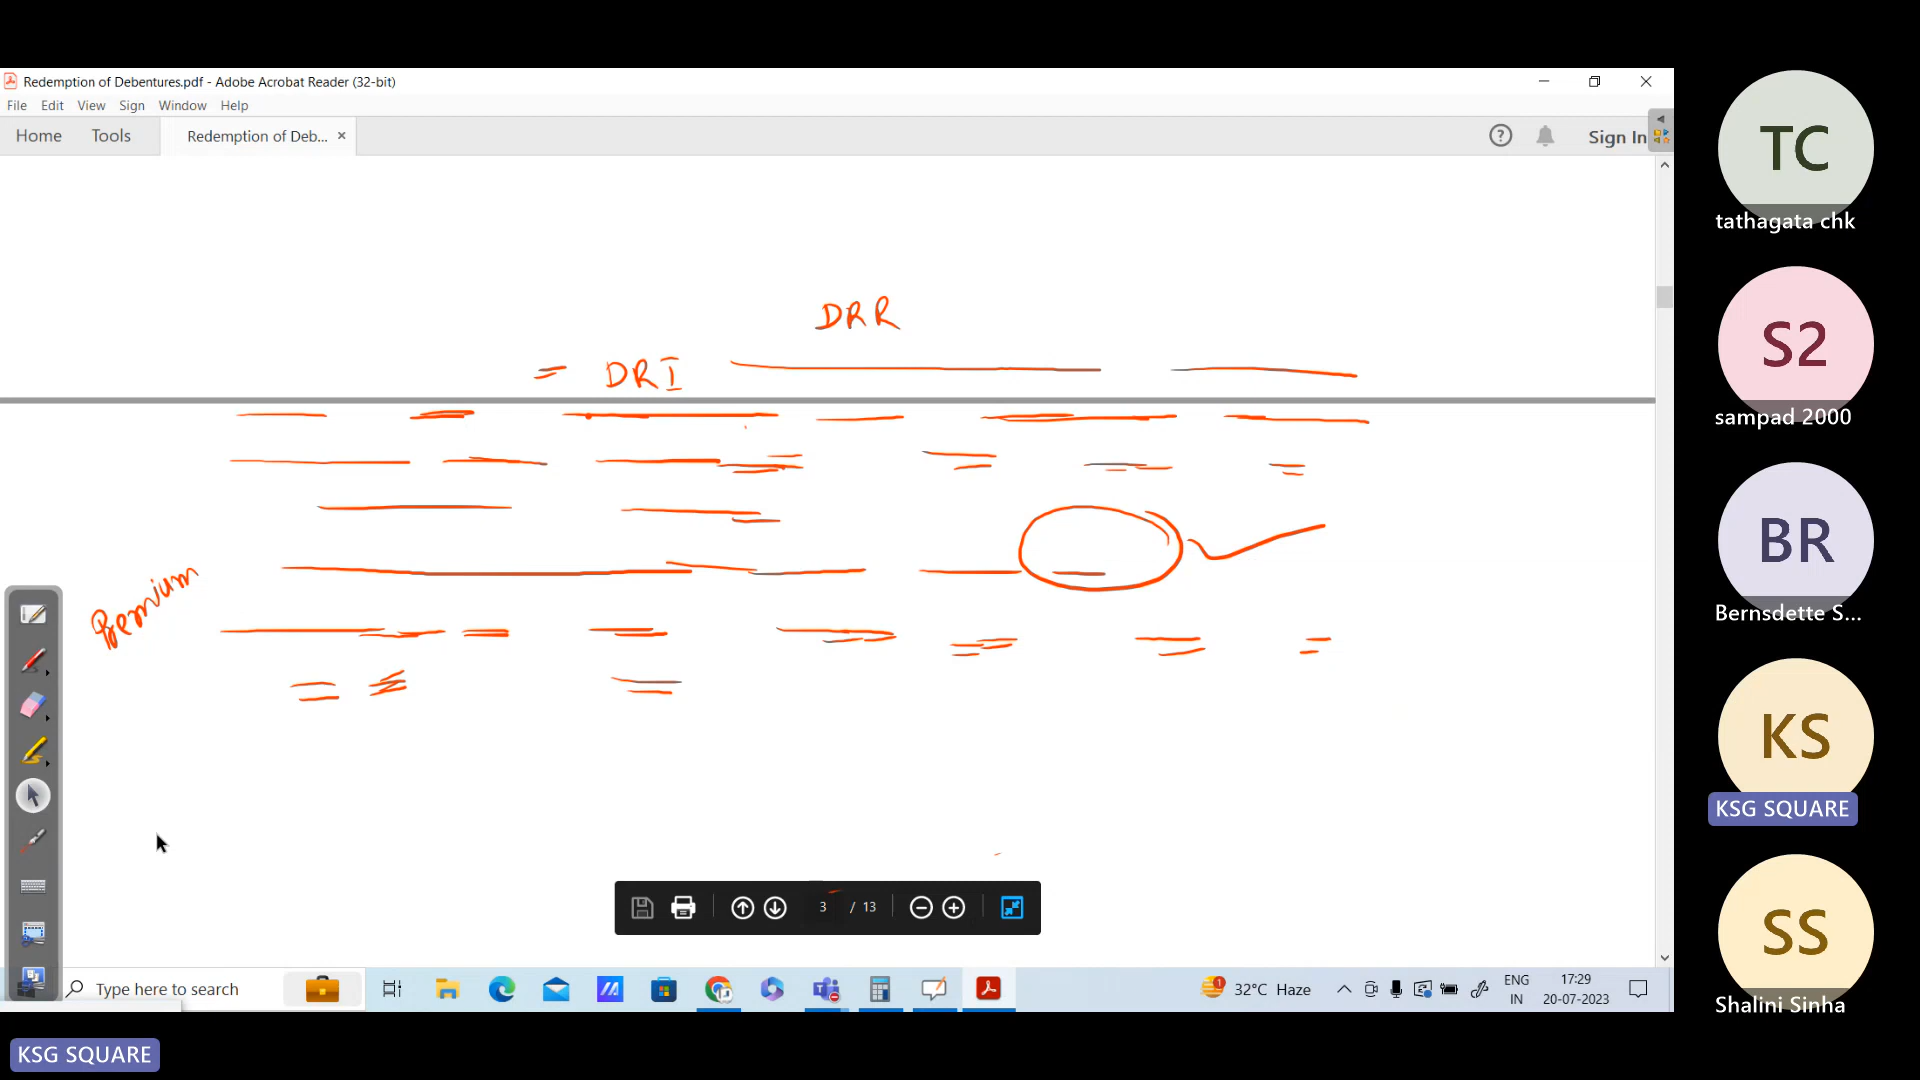 Redemption of Debentures.pdf - Adobe Acrobat Reader (32-bit)
File Edit View Sign Window Help
Home Tools Redemption of Deb... × Sign In
DRR
= DRI
Premium
3 / 13
Type here to search
32°C Haze
ENG
IN
17:29
20-07-2023
TC
tathagata chk
S2
sampad 2000
BR
Bernsdette S...
KS
KSG SQUARE
SS
Shalini Sinha
KSG SQUARE